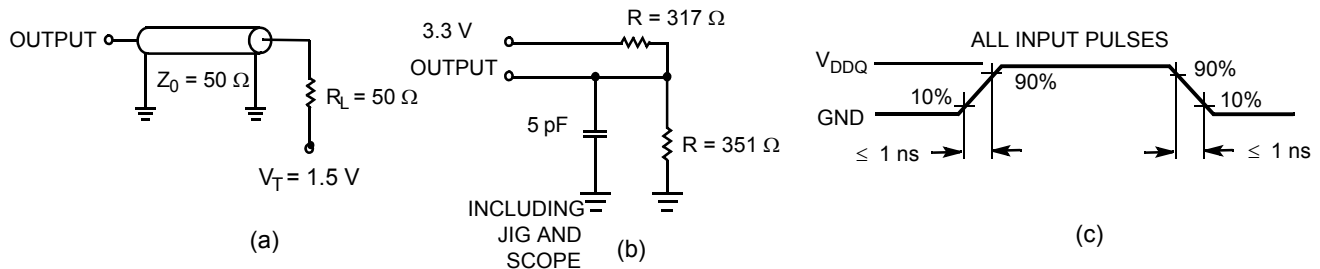 OUTPUT
Z0 = 50 Ω
RL = 50 Ω
VT = 1.5 V
(a)
R = 317 Ω
3.3 V
OUTPUT
5 pF
R = 351 Ω
INCLUDING
JIG AND
SCOPE
(b)
ALL INPUT PULSES
VDDQ
GND
10%
90%
90%
10%
≤ 1 ns
≤ 1 ns
(c)